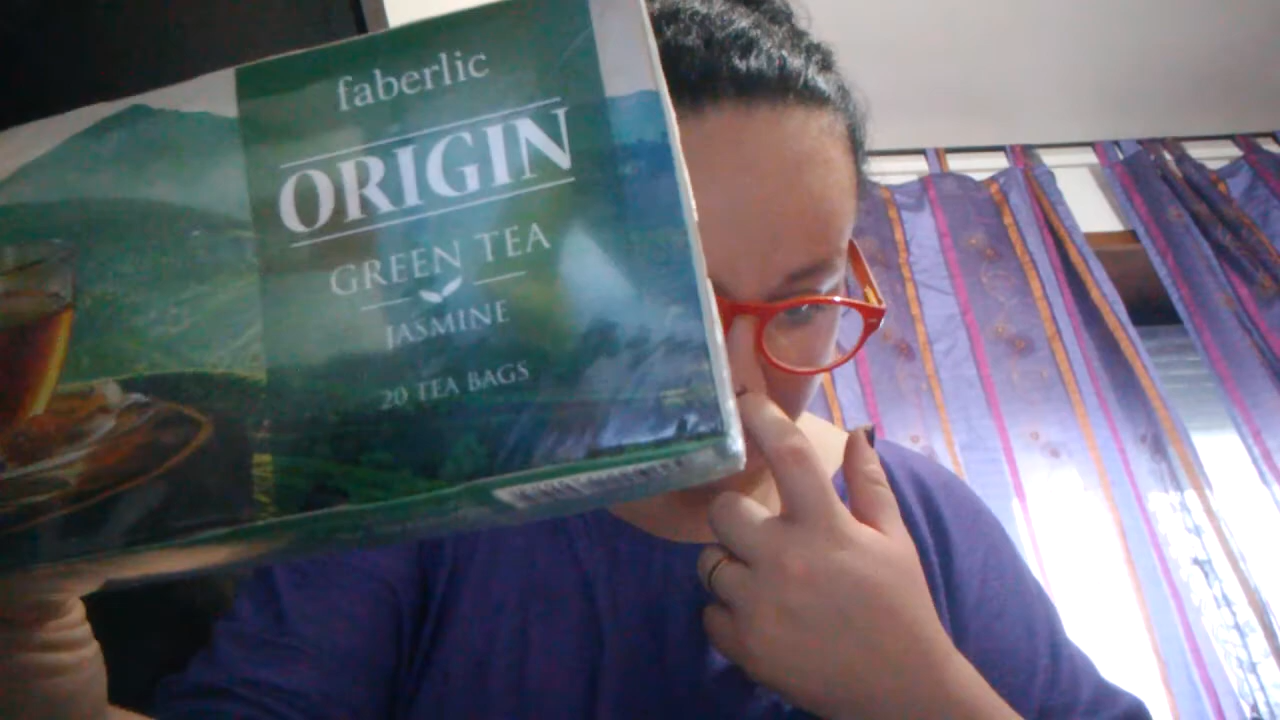 faberlic
ORIGIN
GREEN TEA
JASMINE
20 TEA BAGS